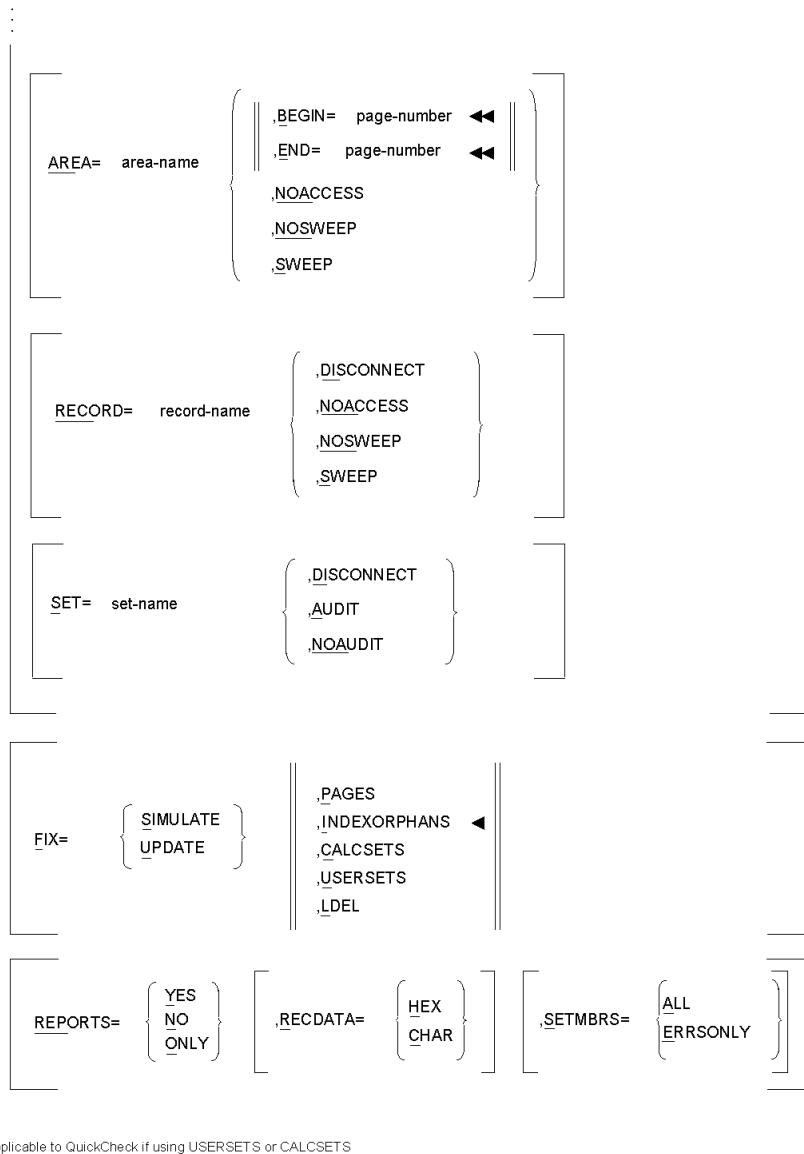 ,BEGIN= page-number
,END= page-number
AREA= area-name
,NOACCESS
,NOSWEEP
,SWEEP
,DISCONNECT
,NOACCESS
RECORD= record-name
,NOSWEEP
,SWEEP
,DISCONNECT
SET= set-name
,AUDIT
,NOAUDIT
,PAGES
SIMULATE
,INDEXORPHANS
FIX=
UPDATE
,CALCSETS
,USERSETS
,LDEL
YES
HEX
ALL
REPORTS=
NO
,RECDATA=
,SETMBRS=
CHAR
ERRSONLY
ONLY
plicable to QuickCheck if using USERSETS or CALCSETS